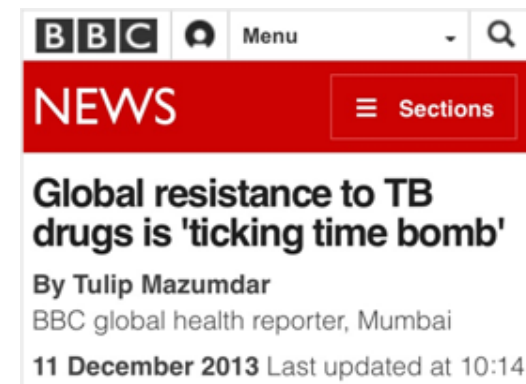 BBC Menu
NEWS Sections
Global resistance to TB
drugs is 'ticking time bomb'
By Tulip Mazumdar
BBC global health reporter, Mumbai
11 December 2013 Last updated at 10:14